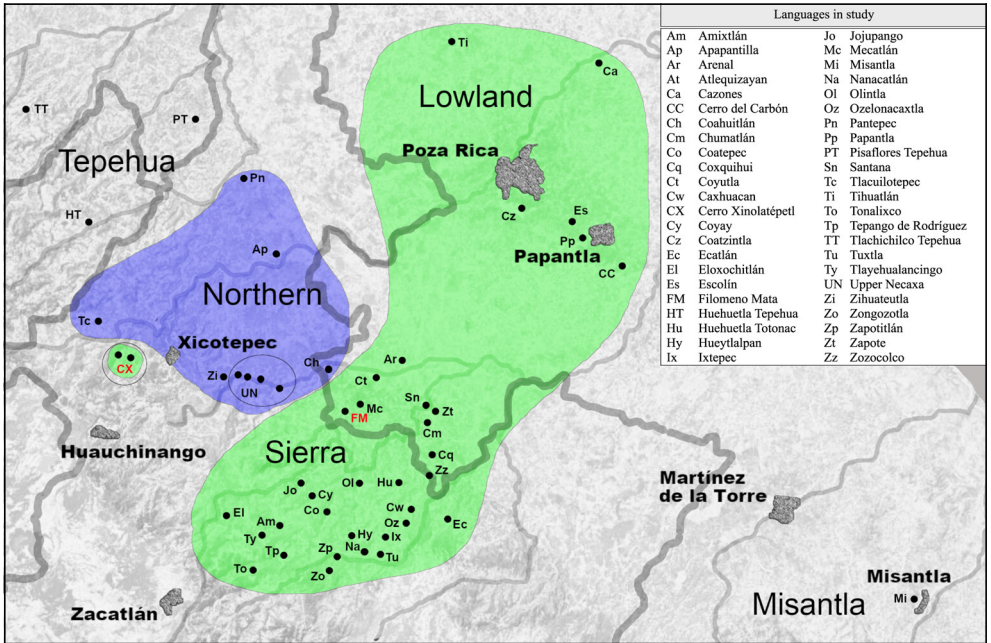 Languages in study
Am Amixtlán Jo Jojupango
Ap Apapantilla Mc Mecatlán
Ar Arenal Mi Misantla
At Atlequizayan Na Nanacatlán
Ca Cazones Ol Olintla
CC Cerro del Carbón Oz Ozelonacaxtla
Ch Coahuitlán Pn Pantepec
Cm Chumatlán Pp Papantla
Co Coatepec PT Pisaflores Tepehua
Cq Coxquihui Sn Santana
Ct Coyutla Tc Tlacuilotepec
Cw Caxhuacan Ti Tihuatlán
CX Cerro Xinolatépetl To Tonalixco
Cy Coyay Tp Tepango de Rodríguez
Cz Coatzintla TT Tlachichilco Tepehua
Ec Ecatlán Tu Tuxtla
El Eloxochitlán Ty Tlayehualancingo
Es Escolín UN Upper Necaxa
FM Filomeno Mata Zi Zihuateutla
HT Huehuetla Tepehua Zo Zongozotla
Hu Huehuetla Totonac Zp Zapotitlán
Hy Hueytlalpan Zt Zapote
Ix Ixtepec Zz Zozocolco
Ti
Ca
Lowland
TT
PT
Poza Rica
Tepehua
Pn
HT
Cz
Es
Pp
Papantla
CC
Ap
Northern
Tc
Xicotepec
CX
Zi
UN
Ch
Ar
Ct
Mc
FM
Sn
Zt
Cm
Huauchinango
Sierra
Cq
Zz
Jo
Cy
Ol
Hu
Martínez
de la Torre
El
Am
Co
Cw
Oz
Ec
Ty
Hy
Ix
Tp
Zp
Na
Tu
To
Zo
Zacatlán
Misantla
Mi
Misantla